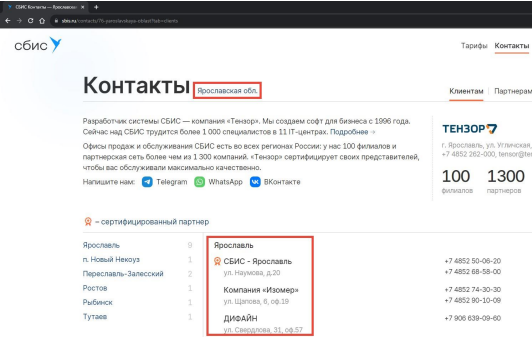 СБИС Контакты — Ярославская
sbis.ru/contacts/76-yaroslavskaya-oblast?tab=clients
сбис
Тарифы Контакты
Контакты Ярославская обл.
Клиентам Партнерам
Разработчик системы СБИС — компания «Тензор». Мы создаем софт для бизнеса с 1996 года.
Сейчас над СБИС трудится более 1 000 специалистов в 11 IT-центрах. Подробнее →
Офисы продаж и обслуживания СБИС есть во всех регионах России: у нас 100 филиалов и
партнерская сеть более чем из 1 300 компаний. «Тензор» сертифицирует своих представителей,
чтобы вас обслуживали максимально качественно.
Напишите нам: Telegram WhatsApp ВКонтакте
ТЕНЗОР
г. Ярославль, ул. Угличская,
+7 4852 262-000, tensor@ten
100 1300
филиалов партнеров
– сертифицированный партнер
Ярославль 9
п. Новый Некоуз 1
Переславль-Залесский 2
Ростов 1
Рыбинск 1
Тутаев 1
Ярославль
СБИС - Ярославль +7 4852 50-06-20
ул. Наумова, д.20 +7 4852 68-58-00
Компания «Изомер» +7 4852 74-30-30
ул. Щапова, 6, оф.19 +7 4852 90-10-09
ДИФАЙН +7 906 639-09-60
ул. Свердлова, 31, оф.57